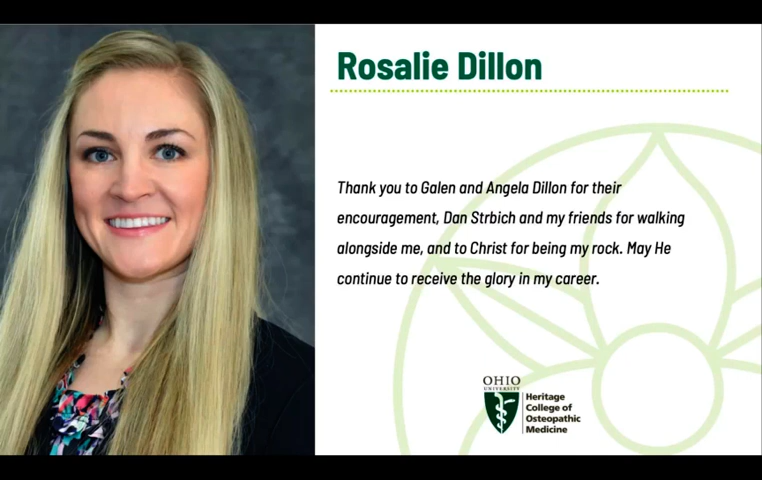 Rosalie Dillon
Thank you to Galen and Angela Dillon for their
encouragement, Dan Strbich and my friends for walking
alongside me, and to Christ for being my rock. May He
continue to receive the glory in my career.
OHIO
UNIVERSITY
Heritage
College of
Osteopathic
Medicine